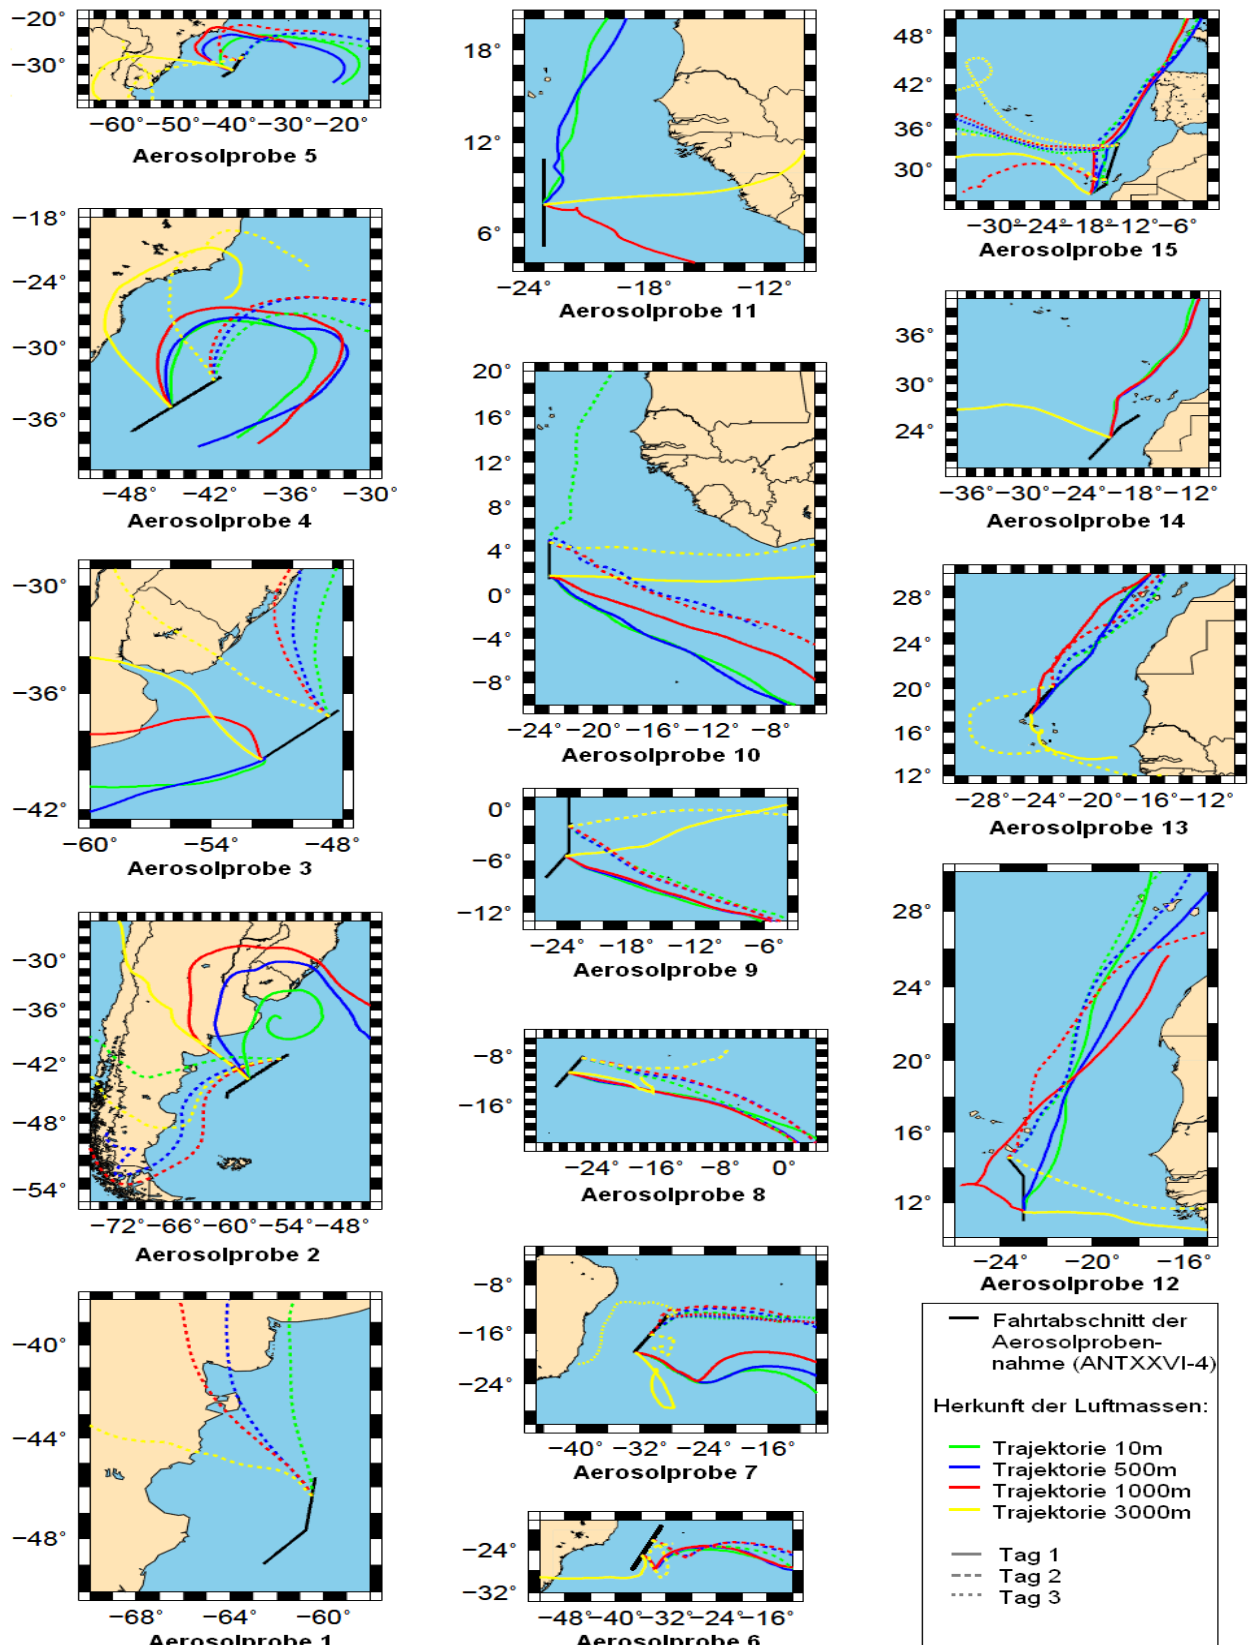 −20°
−30°
−60° −50° −40° −30° −20°
Aerosolprobe 5
−18°
−24°
−30°
−36°
−48° −42° −36° −30°
Aerosolprobe 4
−30°
−36°
−42°
−60° −54° −48°
Aerosolprobe 3
−30°
−36°
−42°
−48°
−54°
−72° −66° −60° −54° −48°
Aerosolprobe 2
−40°
−44°
−48°
−68° −64° −60°
Aerosolprobe 1
18°
12°
6°
−24° −18° −12°
Aerosolprobe 11
20°
16°
12°
8°
4°
0°
−4°
−8°
−24° −20° −16° −12° −8°
Aerosolprobe 10
0°
−6°
−12°
−24° −18° −12° −6°
Aerosolprobe 9
−8°
−16°
−24° −16° −8° 0°
Aerosolprobe 8
−8°
−16°
−24°
−40° −32° −24° −16°
Aerosolprobe 7
−24°
−32°
−48° −40° −32° −24° −16°
Aerosolprobe 6
48°
42°
36°
30°
−30° −24° −18° −12° −6°
Aerosolprobe 15
36°
30°
24°
−36° −30° −24° −18° −12°
Aerosolprobe 14
28°
24°
20°
16°
12°
−28° −24° −20° −16° −12°
Aerosolprobe 13
28°
24°
20°
16°
12°
−24° −20° −16°
Aerosolprobe 12
Fahrtabschnitt der
Aerosolproben-
nahme (ANTXXVI-4)
Herkunft der Luftmassen:
Trajektorie 10m
Trajektorie 500m
Trajektorie 1000m
Trajektorie 3000m
Tag 1
Tag 2
Tag 3